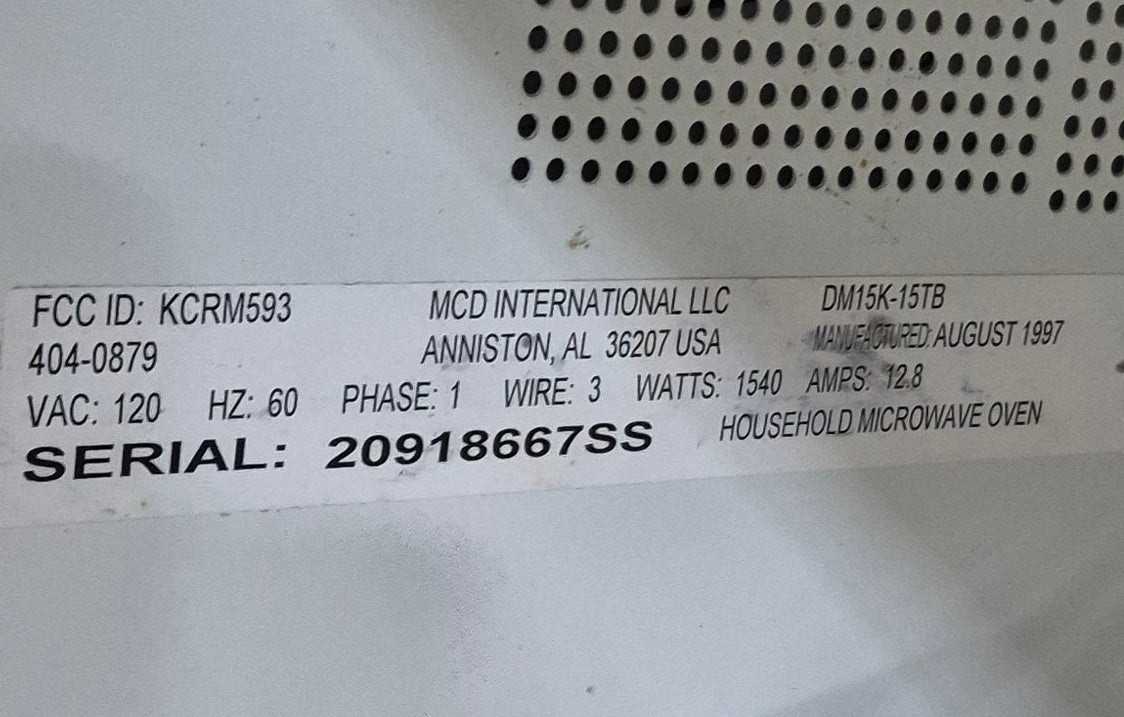 FCC ID: KCRM593 MCD INTERNATIONAL LLC DM15K-15TB
404-0879 ANNISTON, AL 36207 USA MANUFACTURED: AUGUST 1997
VAC: 120 HZ: 60 PHASE: 1 WIRE: 3 WATTS: 1540 AMPS: 12.8
SERIAL: 20918667SS HOUSEHOLD MICROWAVE OVEN